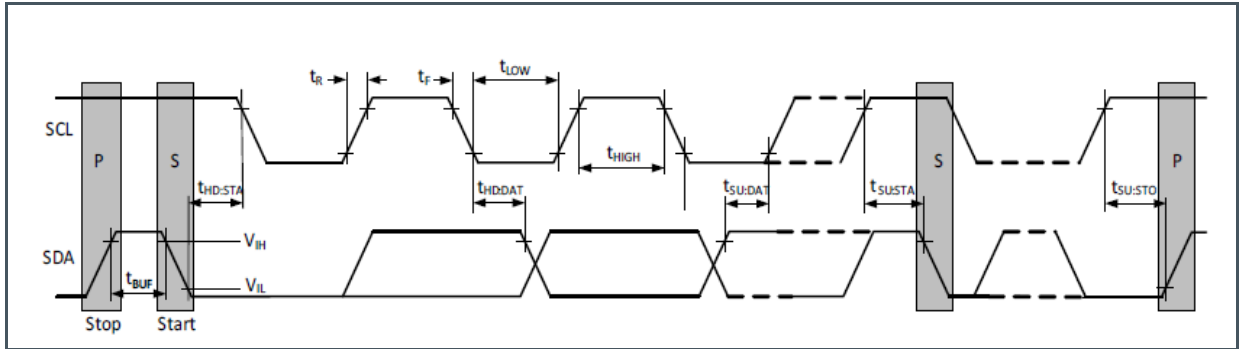 tR
tF
tLOW
SCL
P
S
tHIGH
S
P
tHD:STA
tHD:DAT
tSU:DAT
tSU:STA
tSU:STO
VIH
SDA
tBUF
VIL
Stop
Start